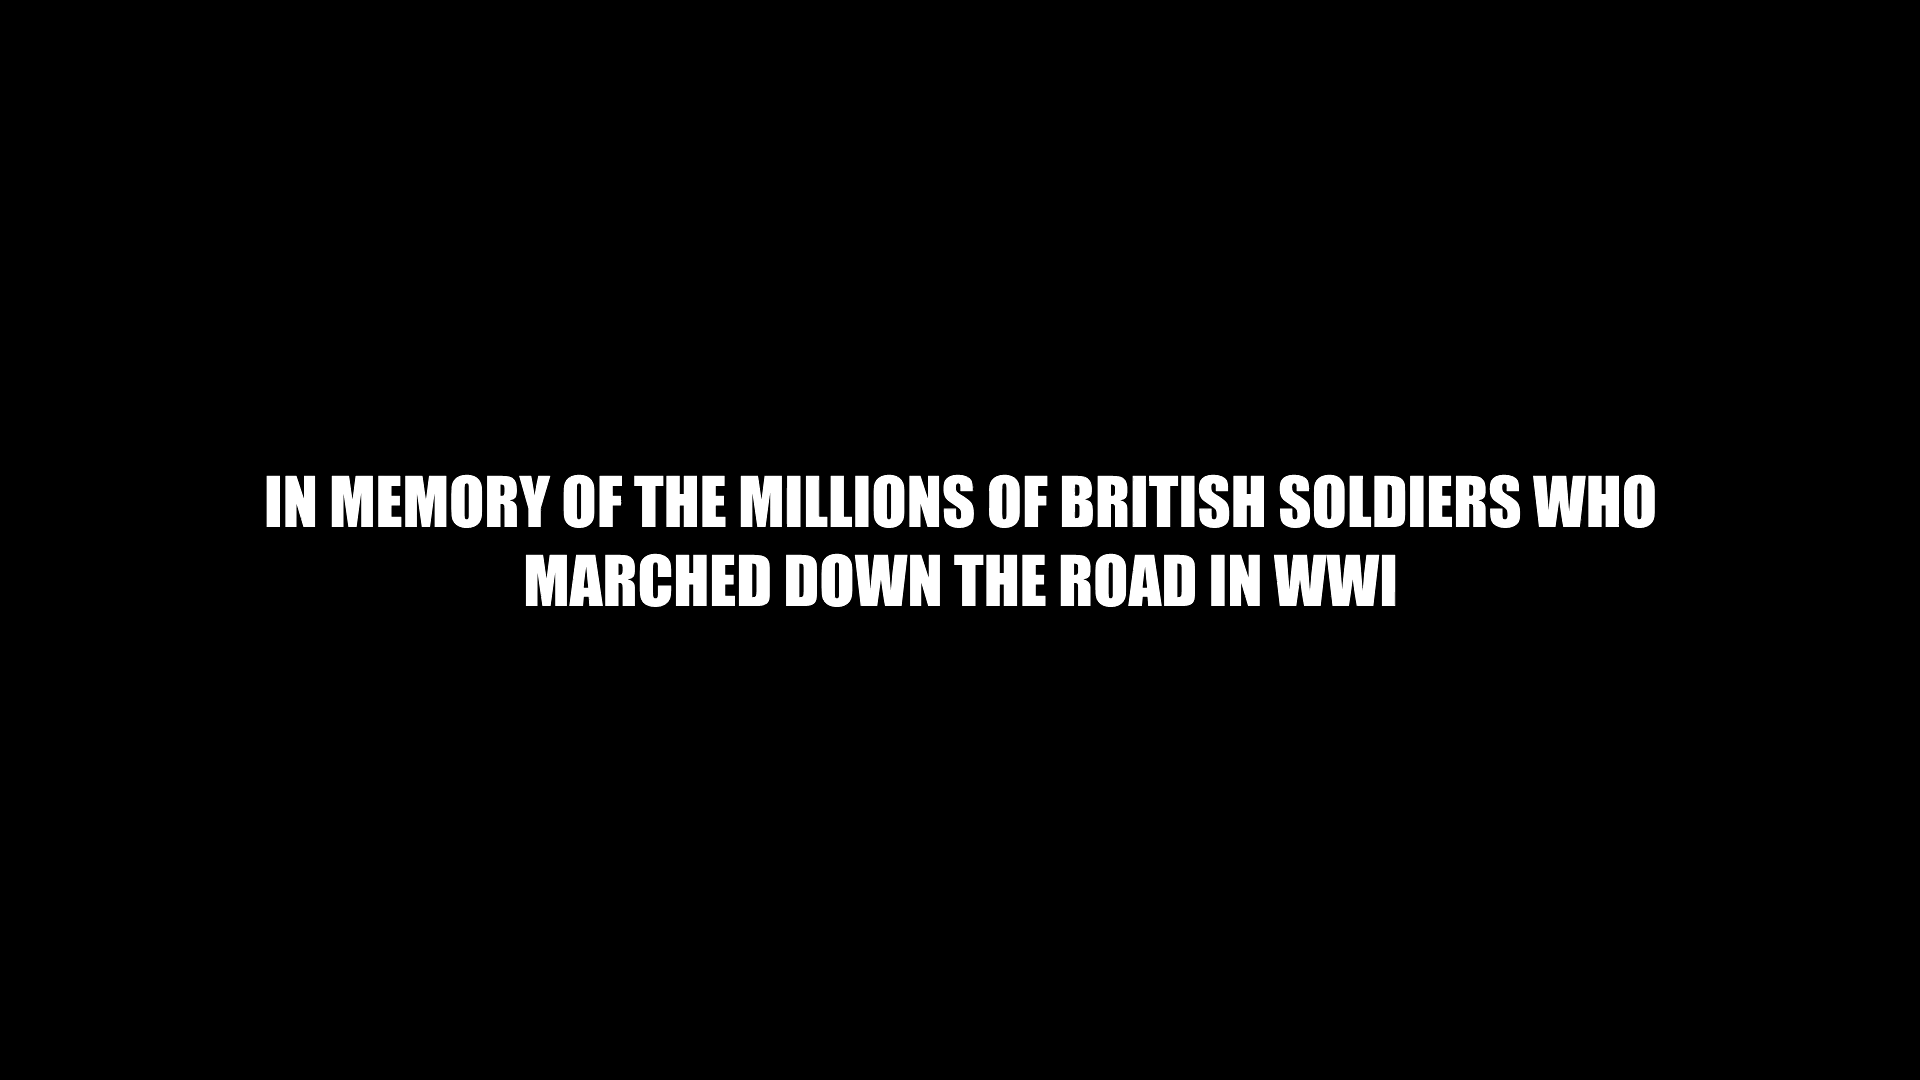 IN MEMORY OF THE MILLIONS OF BRITISH SOLDIERS WHO
MARCHED DOWN THE ROAD IN WWI